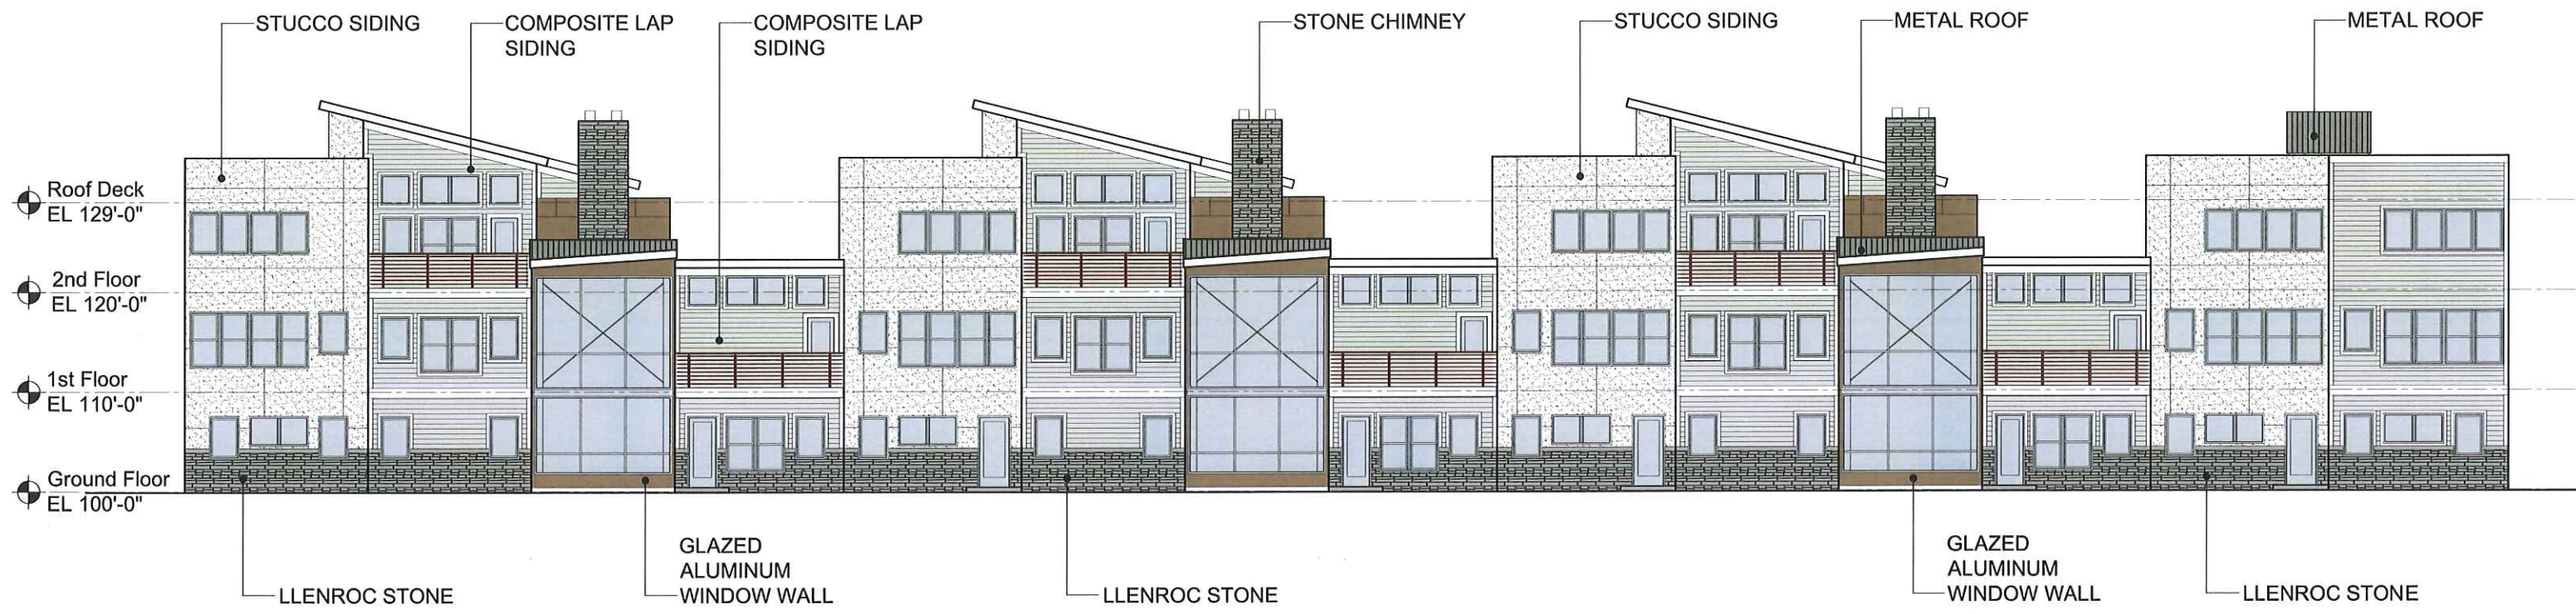 STUCCO SIDING
COMPOSITE LAP
SIDING
COMPOSITE LAP
SIDING
STONE CHIMNEY
STUCCO SIDING
METAL ROOF
METAL ROOF
Roof Deck
EL 129'-0"
2nd Floor
EL 120'-0"
1st Floor
EL 110'-0"
Ground Floor
EL 100'-0"
LLENROC STONE
GLAZED
ALUMINUM
WINDOW WALL
LLENROC STONE
GLAZED
ALUMINUM
WINDOW WALL
LLENROC STONE